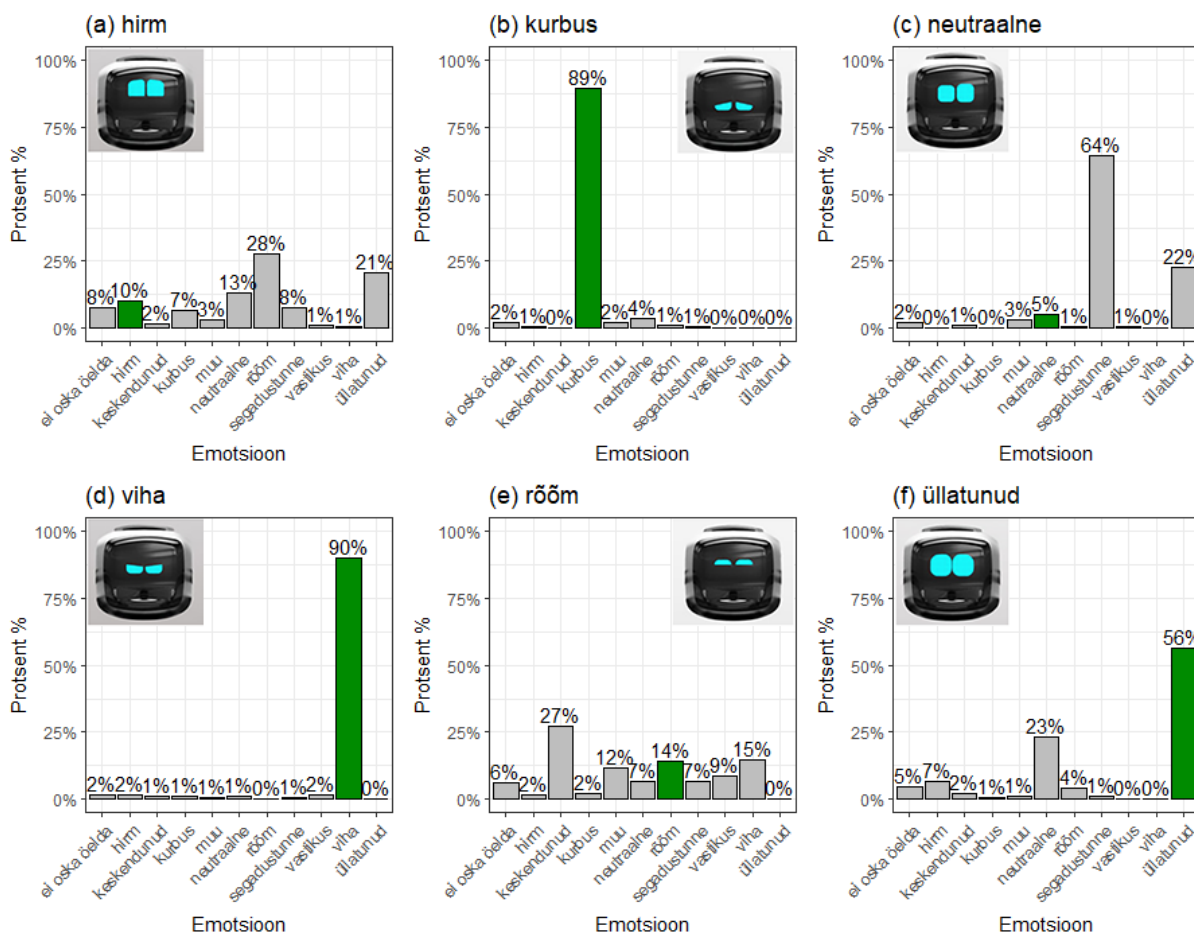 (a) hirm
100%
75%
50%
25%
0%
Protsent %
8%
10%
2%
7%
3%
13%
28%
8%
1%
1%
21%
ei oska öelda
hirm
keskendunud
kurbus
muu
neutraalne
rõõm
segadustunne
vastikus
viha
üllatunud
Emotsioon
(b) kurbus
100%
75%
50%
25%
0%
Protsent %
2%
1%
0%
89%
2%
4%
1%
1%
0%
0%
0%
ei oska öelda
hirm
keskendunud
kurbus
muu
neutraalne
rõõm
segadustunne
vastikus
viha
üllatunud
Emotsioon
(c) neutraalne
100%
75%
50%
25%
0%
Protsent %
2%
0%
1%
0%
3%
5%
1%
64%
1%
0%
22%
ei oska öelda
hirm
keskendunud
kurbus
muu
neutraalne
rõõm
segadustunne
vastikus
viha
üllatunud
Emotsioon
(d) viha
100%
75%
50%
25%
0%
Protsent %
2%
2%
1%
1%
1%
1%
0%
1%
2%
90%
0%
ei oska öelda
hirm
keskendunud
kurbus
muu
neutraalne
rõõm
segadustunne
vastikus
viha
üllatunud
Emotsioon
(e) rõõm
100%
75%
50%
25%
0%
Protsent %
6%
2%
27%
2%
12%
7%
14%
7%
9%
15%
0%
ei oska öelda
hirm
keskendunud
kurbus
muu
neutraalne
rõõm
segadustunne
vastikus
viha
üllatunud
Emotsioon
(f) üllatunud
100%
75%
50%
25%
0%
Protsent %
5%
7%
2%
1%
1%
23%
4%
1%
0%
0%
56%
ei oska öelda
hirm
keskendunud
kurbus
muu
neutraalne
rõõm
segadustunne
vastikus
viha
üllatunud
Emotsioon